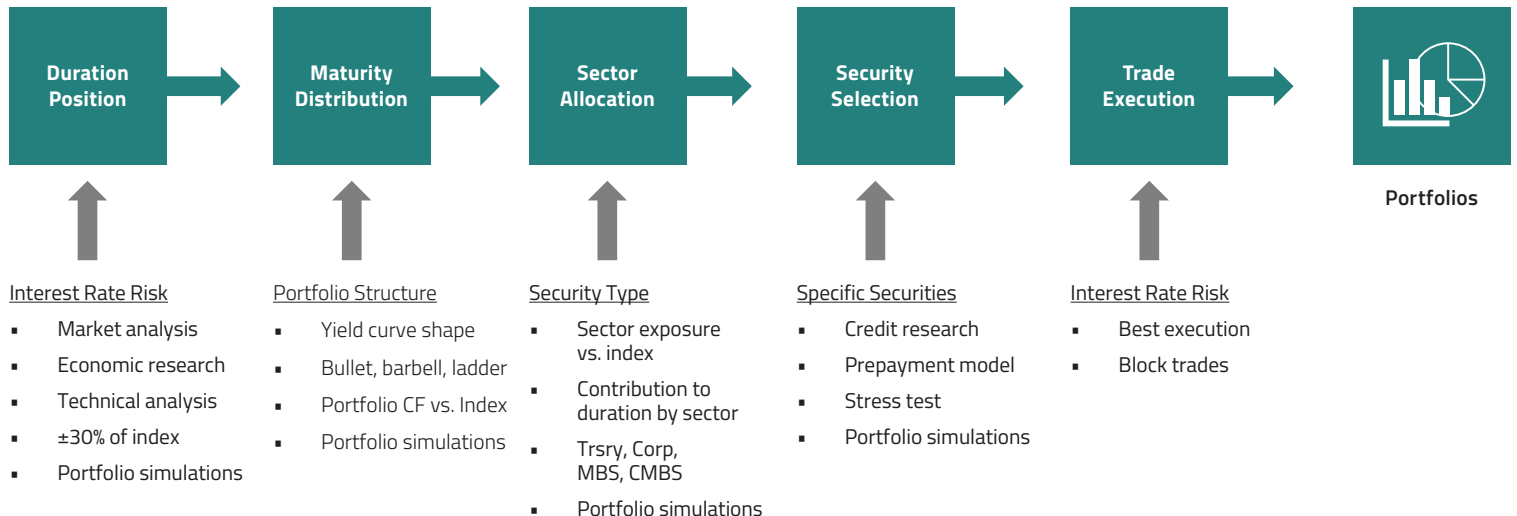 Duration
Position
Maturity
Distribution
Sector
Allocation
Security
Selection
Trade
Execution
Portfolios
Interest Rate Risk
▪ Market analysis
▪ Economic research
▪ Technical analysis
▪ ±30% of index
▪ Portfolio simulations
Portfolio Structure
▪ Yield curve shape
▪ Bullet, barbell, ladder
▪ Portfolio CF vs. Index
▪ Portfolio simulations
Security Type
▪ Sector exposure
vs. index
▪ Contribution to
duration by sector
▪ Trsry, Corp,
MBS, CMBS
▪ Portfolio simulations
Specific Securities
▪ Credit research
▪ Prepayment model
▪ Stress test
▪ Portfolio simulations
Interest Rate Risk
▪ Best execution
▪ Block trades